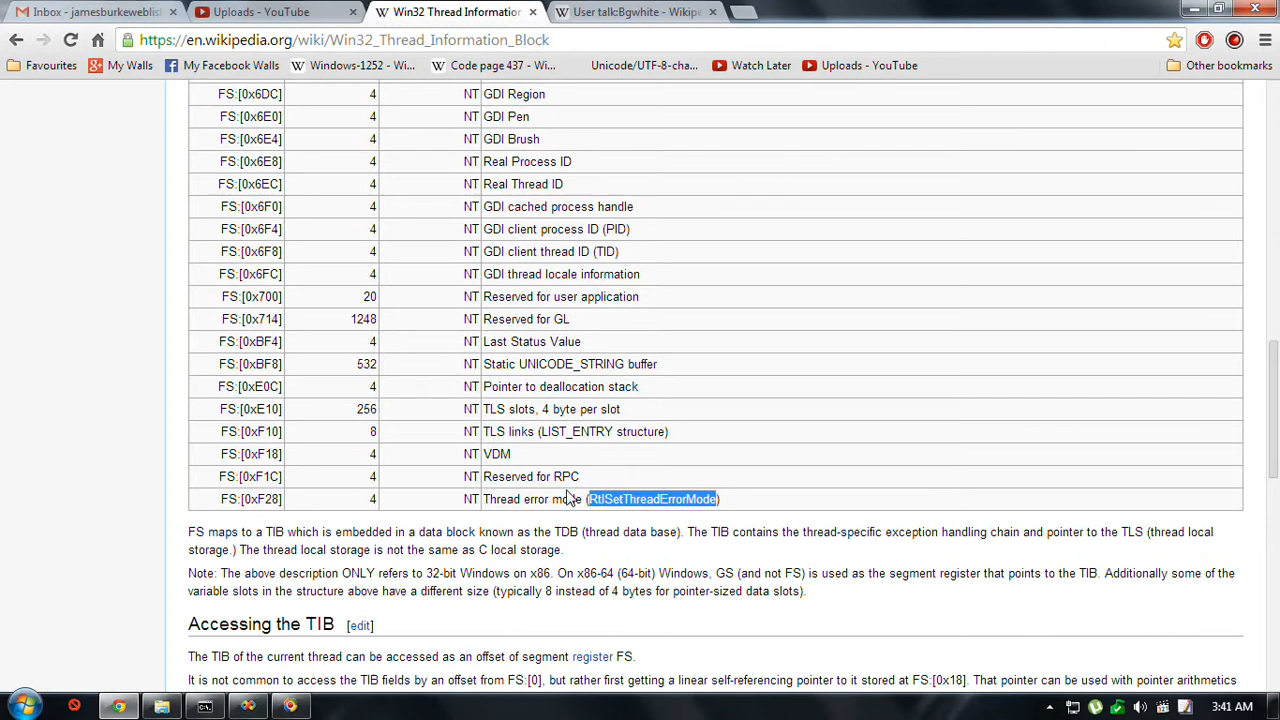 Inbox - jamesburkeweblist
Uploads - YouTube
Win32 Thread Information
User talk:Bgwhite - Wikipe
https://en.wikipedia.org/wiki/Win32_Thread_Information_Block
Favourites
My Walls
My Facebook Walls
Windows-1252 - Wi...
Code page 437 - Wi...
Unicode/UTF-8-cha...
Watch Later
Uploads - YouTube
Other bookmarks
FS:[0x6DC] 4 NT GDI Region
FS:[0x6E0] 4 NT GDI Pen
FS:[0x6E4] 4 NT GDI Brush
FS:[0x6E8] 4 NT Real Process ID
FS:[0x6EC] 4 NT Real Thread ID
FS:[0x6F0] 4 NT GDI cached process handle
FS:[0x6F4] 4 NT GDI client process ID (PID)
FS:[0x6F8] 4 NT GDI client thread ID (TID)
FS:[0x6FC] 4 NT GDI thread locale information
FS:[0x700] 20 NT Reserved for user application
FS:[0x714] 1248 NT Reserved for GL
FS:[0xBF4] 4 NT Last Status Value
FS:[0xBF8] 532 NT Static UNICODE_STRING buffer
FS:[0xE0C] 4 NT Pointer to deallocation stack
FS:[0xE10] 256 NT TLS slots, 4 byte per slot
FS:[0xF10] 8 NT TLS links (LIST_ENTRY structure)
FS:[0xF18] 4 NT VDM
FS:[0xF1C] 4 NT Reserved for RPC
FS:[0xF28] 4 NT Thread error mode (RtlSetThreadErrorMode)
FS maps to a TIB which is embedded in a data block known as the TDB (thread data base). The TIB contains the thread-specific exception handling chain and pointer to the TLS (thread local
storage.) The thread local storage is not the same as C local storage.
Note: The above description ONLY refers to 32-bit Windows on x86. On x86-64 (64-bit) Windows, GS (and not FS) is used as the segment register that points to the TIB. Additionally some of the
variable slots in the structure above have a different size (typically 8 instead of 4 bytes for pointer-sized data slots).
Accessing the TIB [edit]
The TIB of the current thread can be accessed as an offset of segment register FS.
It is not common to access the TIB fields by an offset from FS:[0], but rather first getting a linear self-referencing pointer to it stored at FS:[0x18]. That pointer can be used with pointer arithmetics
3:41 AM